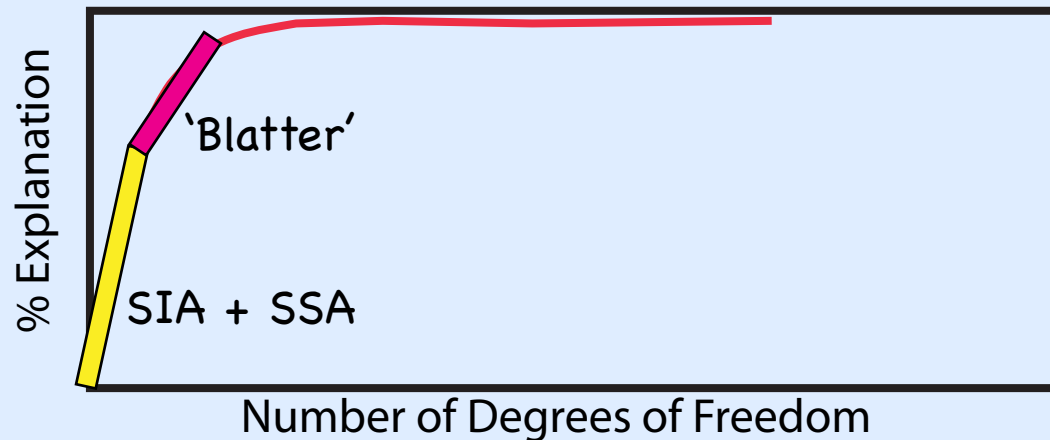 % Explanation
‘Blatter’
SIA + SSA
Number of Degrees of Freedom